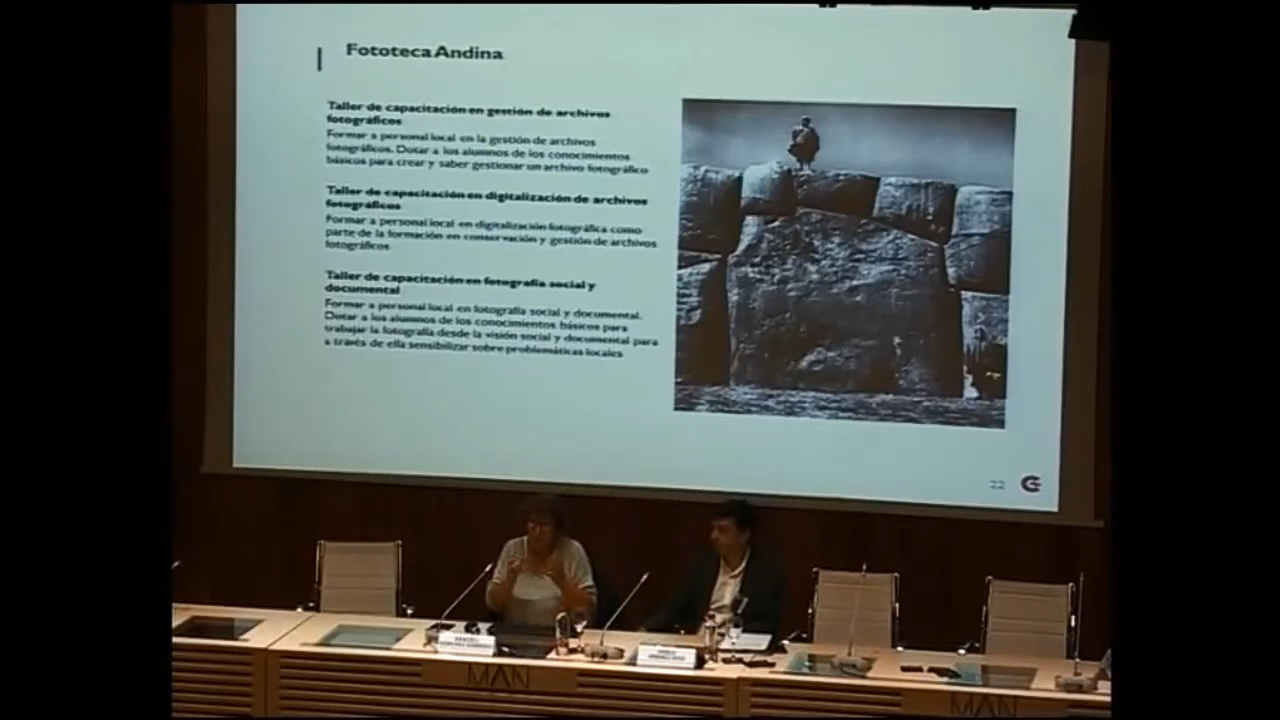 Fototeca Andina
Taller de capacitación en gestión de archivos
fotográficos
Formar a personal local en la gestión de archivos
fotográficos. Dotar a los alumnos de los conocimientos
básicos para crear y saber gestionar un archivo fotográfico
Taller de capacitación en digitalización de archivos
fotográficos
Formar a personal local en digitalización fotográfica como
parte de la formación en conservación y gestión de archivos
fotográficos
Taller de capacitación en fotografía social y
documental
Formar a personal local en fotografía social y documental.
Dotar a los alumnos de los conocimientos básicos para
trabajar la fotografía desde la visión social y documental para
a través de ella sensibilizar sobre problemáticas locales
22
MAN
MAN